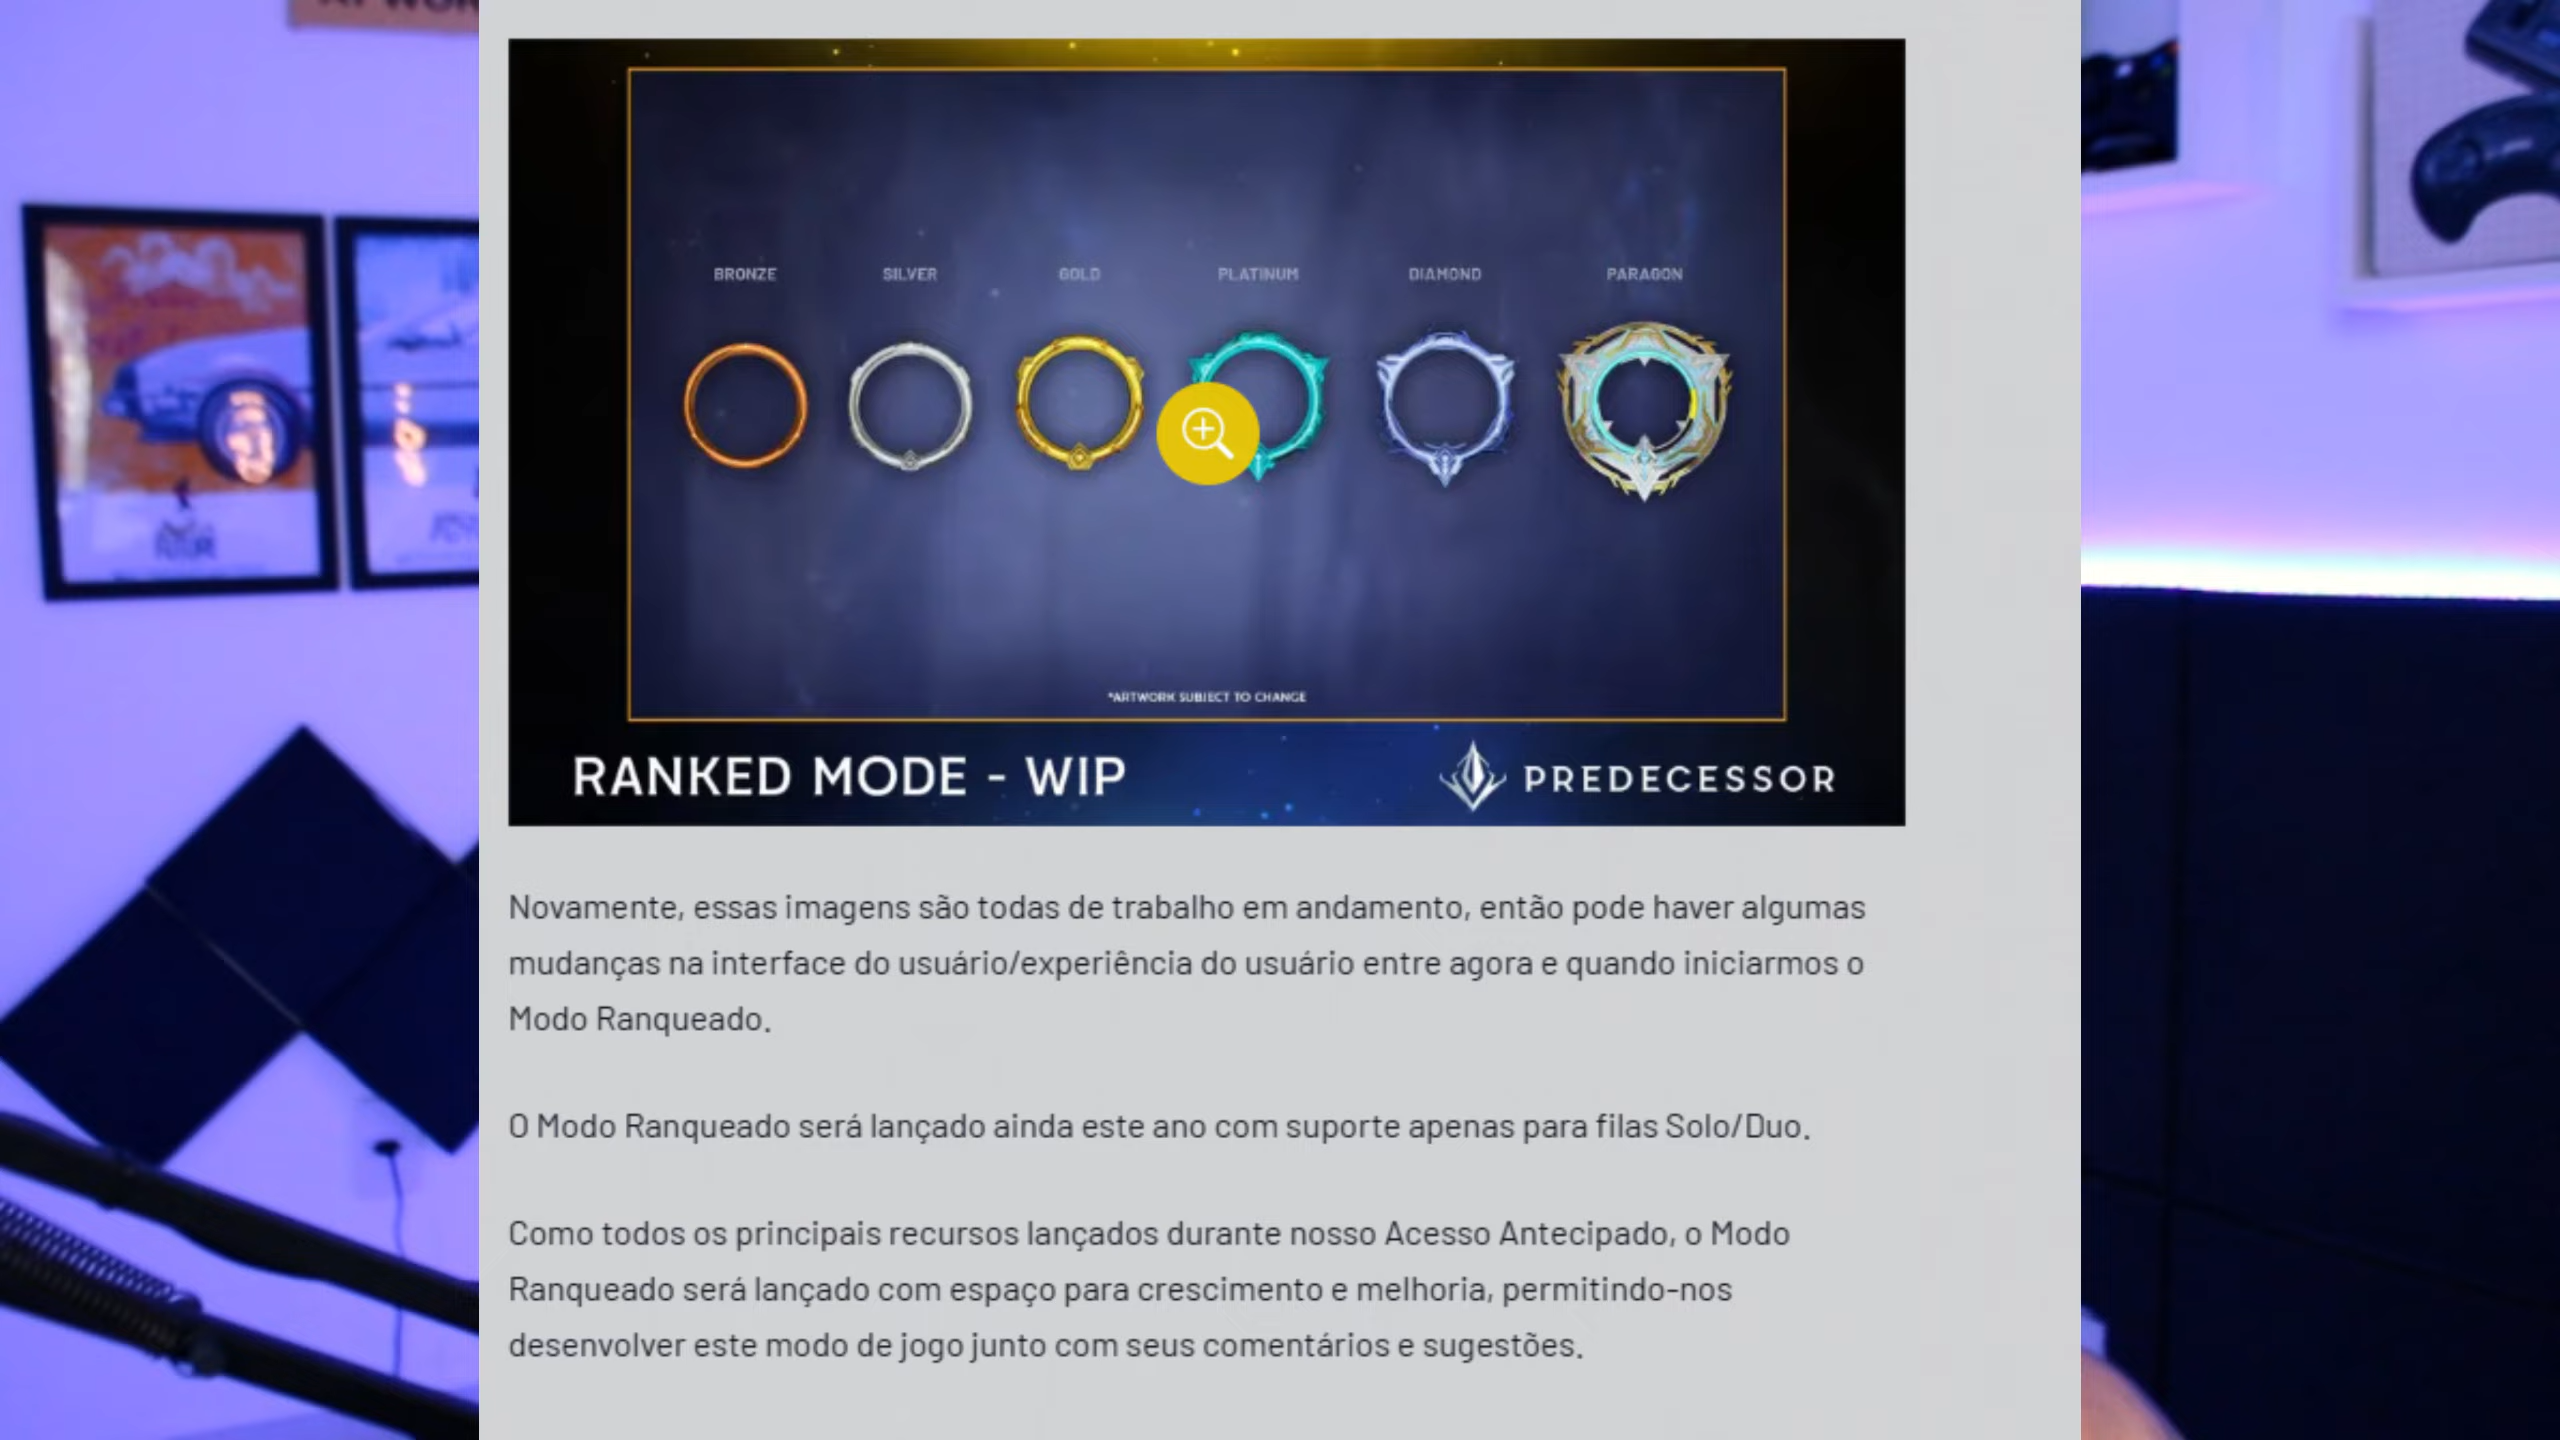 BRONZE SILVER GOLD PLATINUM DIAMOND PARAGON
*ARTWORK SUBJECT TO CHANGE
RANKED MODE - WIP
PREDECESSOR
Novamente, essas imagens são todas de trabalho em andamento, então pode haver algumas
mudanças na interface do usuário/experiência do usuário entre agora e quando iniciarmos o
Modo Ranqueado.
O Modo Ranqueado será lançado ainda este ano com suporte apenas para filas Solo/Duo.
Como todos os principais recursos lançados durante nosso Acesso Antecipado, o Modo
Ranqueado será lançado com espaço para crescimento e melhoria, permitindo-nos
desenvolver este modo de jogo junto com seus comentários e sugestões.